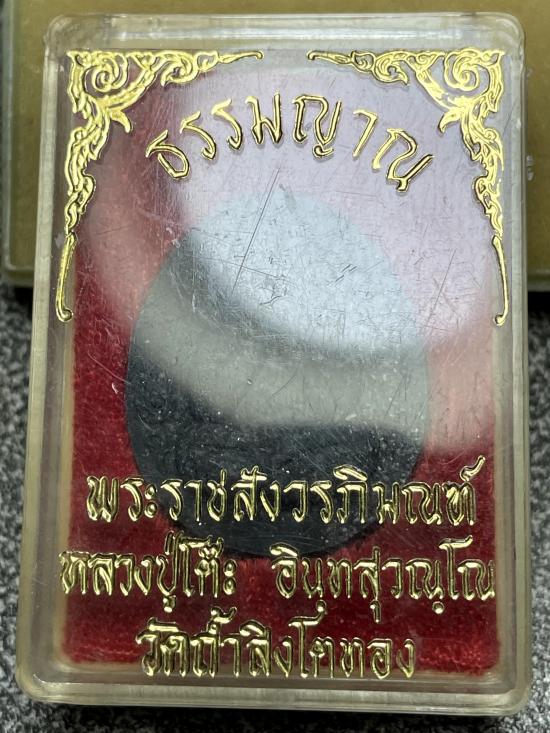 ธรรมญาณ
พระราชสังวรภิมณฑ์
หลวงปู่โต๊ะ อินฺทสุวณฺโณ
วัดถ้ำสิงโตทอง